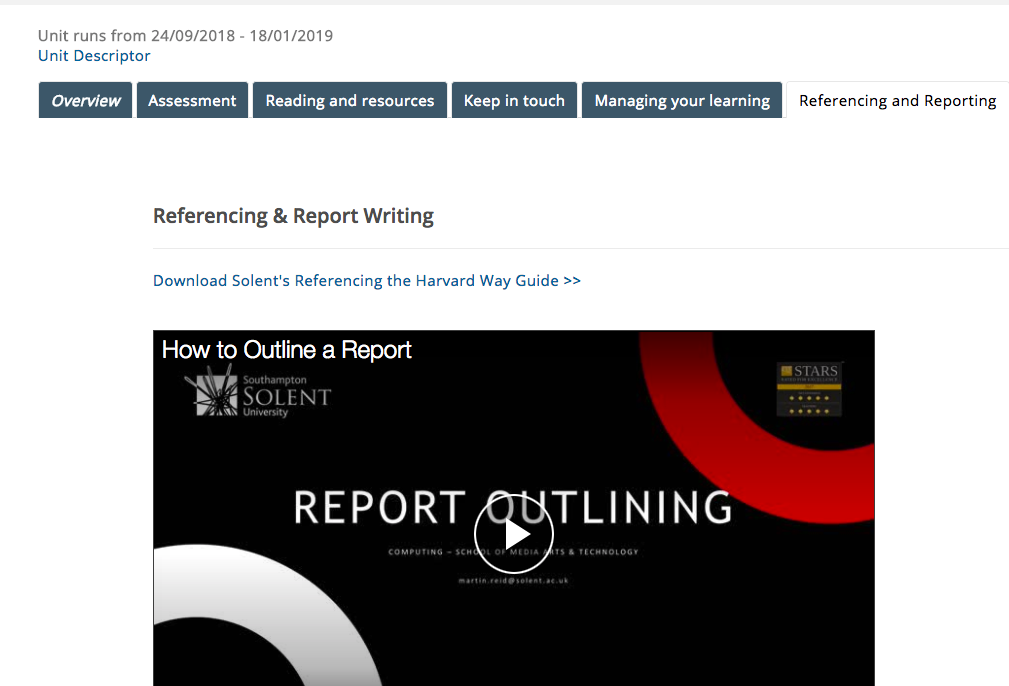 Unit runs from 24/09/2018 - 18/01/2019
Unit Descriptor
Overview
Assessment
Reading and resources
Keep in touch
Managing your learning
Referencing and Reporting
Referencing & Report Writing
Download Solent's Referencing the Harvard Way Guide >>
How to Outline a Report
Southampton
SOLENT
University
STARS
REPORT OUTLINING
COMPUTING – SCHOOL OF MEDIA ARTS & TECHNOLOGY
martin.reid@solent.ac.uk